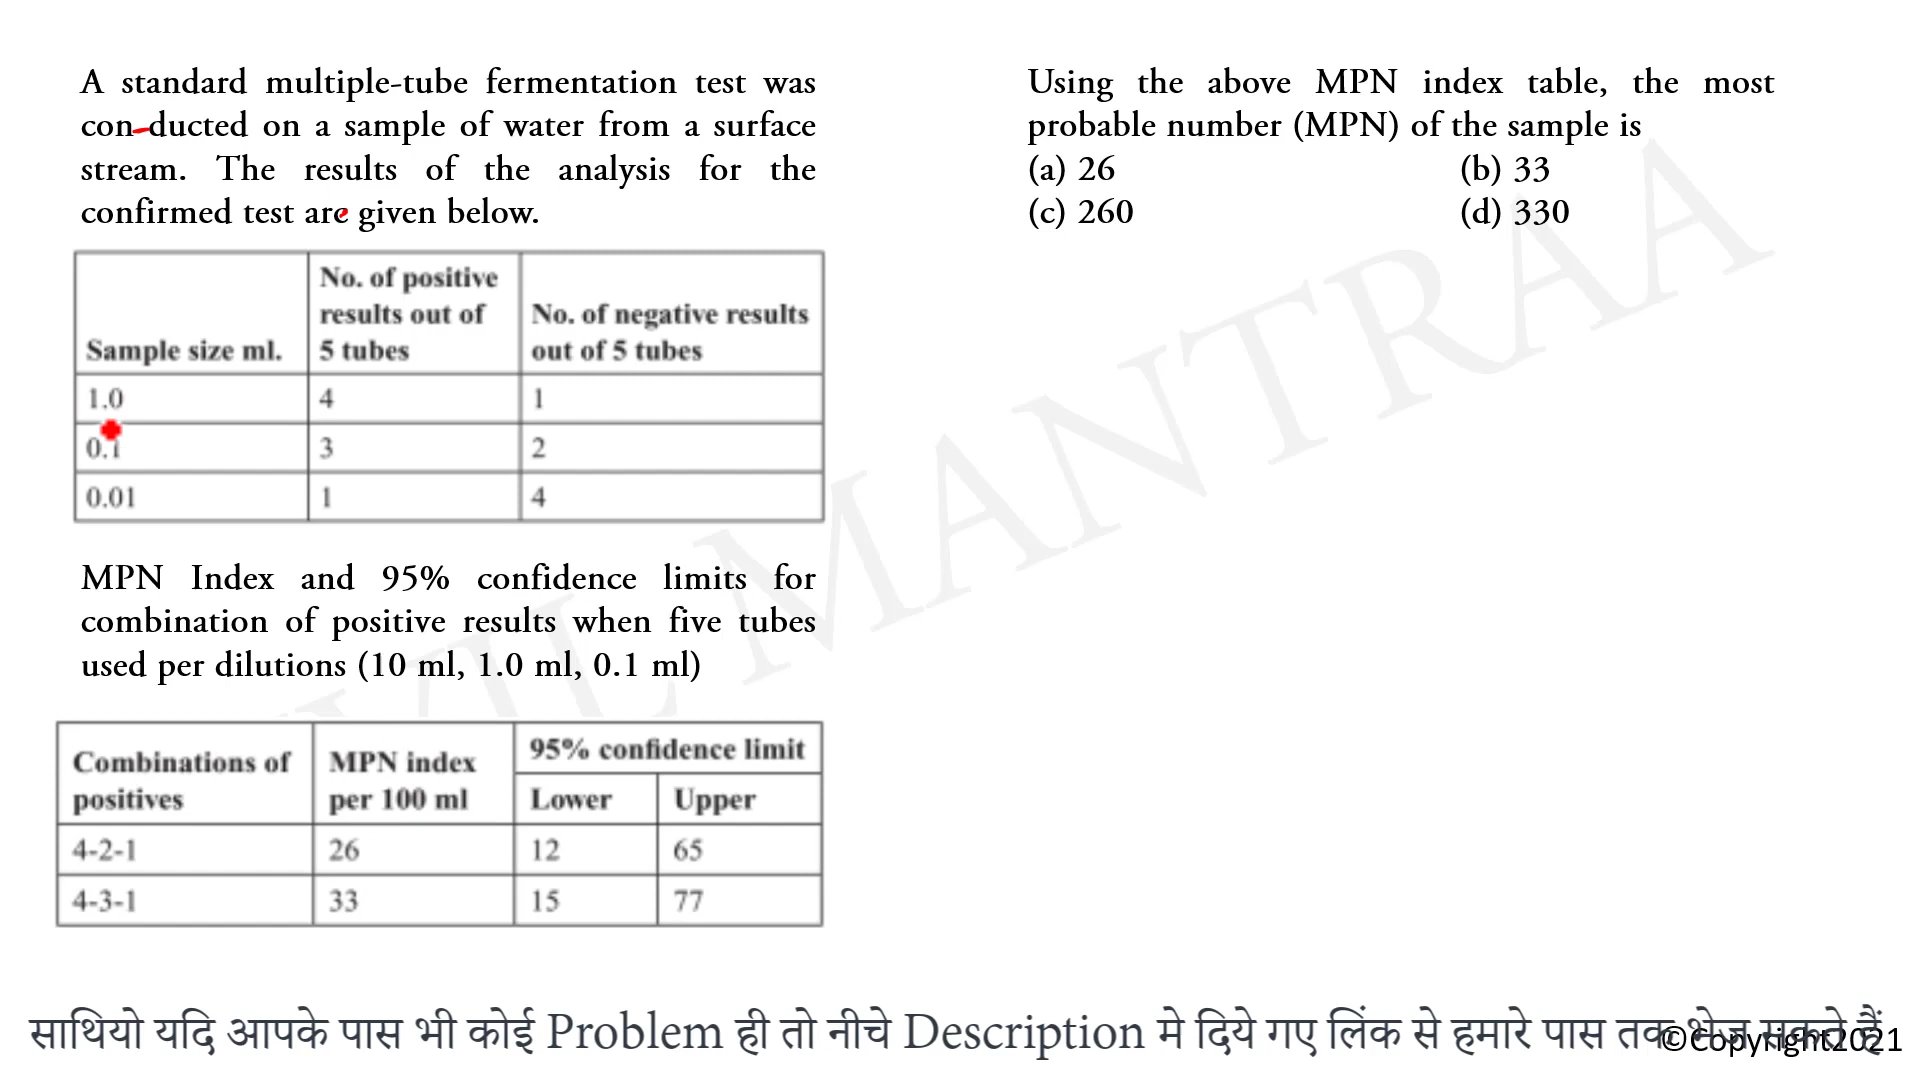 A standard multiple-tube fermentation test was
con-ducted on a sample of water from a surface
stream. The results of the analysis for the
confirmed test are given below.
Sample size ml. No. of positive results out of 5 tubes No. of negative results out of 5 tubes
1.0 4 1
0.1 3 2
0.01 1 4
MPN Index and 95% confidence limits for
combination of positive results when five tubes
used per dilutions (10 ml, 1.0 ml, 0.1 ml)
Combinations of positives MPN index per 100 ml 95% confidence limit Lower Upper
4-2-1 26 12 65
4-3-1 33 15 77
Using the above MPN index table, the most
probable number (MPN) of the sample is
(a) 26 (b) 33
(c) 260 (d) 330
MANTRAA
साथियो यदि आपके पास भी कोई Problem ही तो नीचे Description मे दिये गए लिंक से हमारे पास तक भेज सकते हैं
©Copyright2021